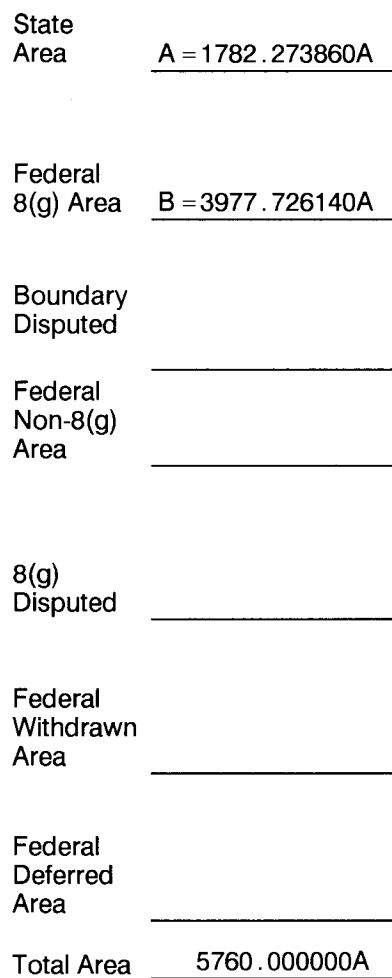 State
Area A = 1782.273860A
Federal
8(g) Area B = 3977.726140A
Boundary
Disputed
Federal
Non-8(g)
Area
8(g)
Disputed
Federal
Withdrawn
Area
Federal
Deferred
Area
Total Area 5760.000000A